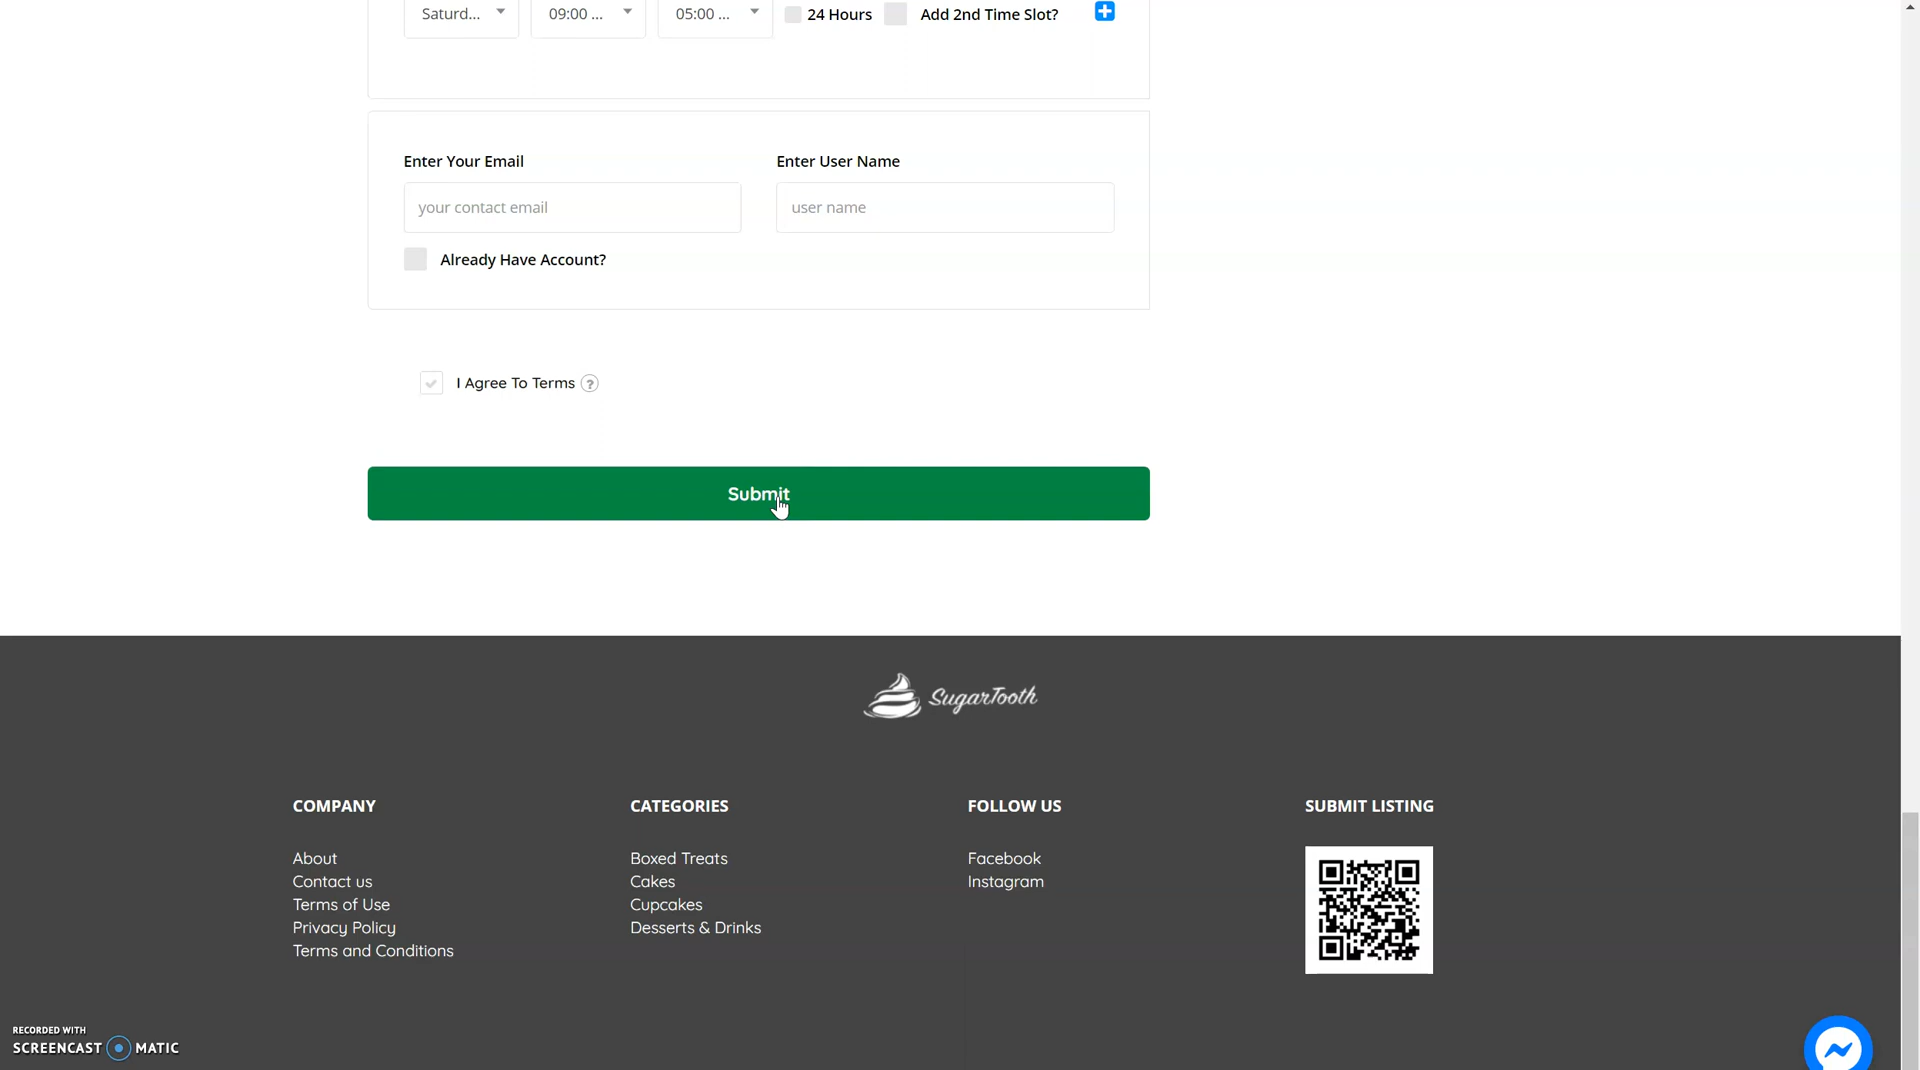 Saturd... 09:00 ... 05:00 ... 24 Hours Add 2nd Time Slot?
Enter Your Email Enter User Name
your contact email user name
Already Have Account?
I Agree To Terms ?
Submit
SugarTooth
COMPANY
About
Contact us
Terms of Use
Privacy Policy
Terms and Conditions
CATEGORIES
Boxed Treats
Cakes
Cupcakes
Desserts & Drinks
FOLLOW US
Facebook
Instagram
SUBMIT LISTING
RECORDED WITH
SCREENCAST MATIC